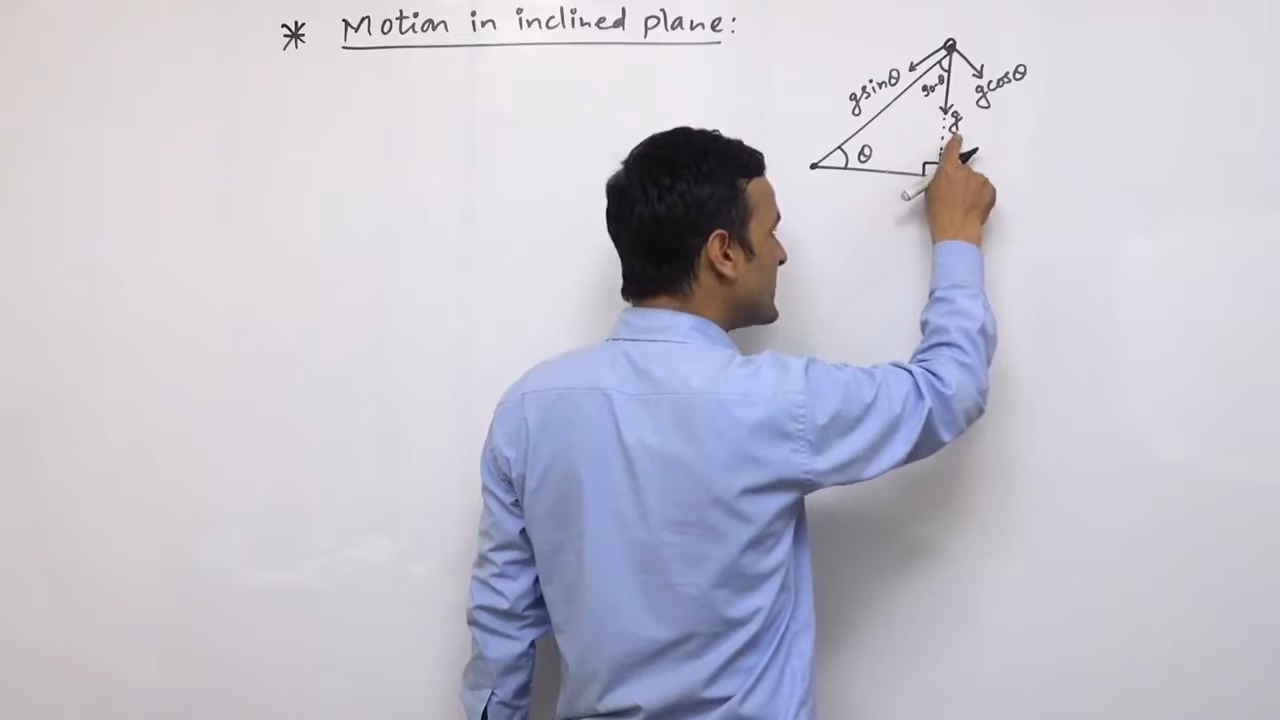 * Motion in inclined plane:
gsinθ
90-θ
gcosθ
g
θ